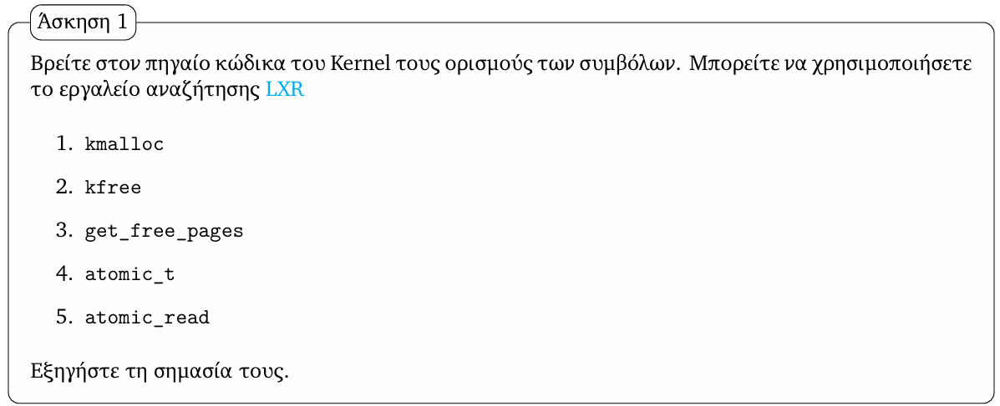 Άσκηση 1
Βρείτε στον πηγαίο κώδικα του Kernel τους ορισμούς των συμβόλων. Μπορείτε να χρησιμοποιήσετε
το εργαλείο αναζήτησης LXR
1. kmalloc
2. kfree
3. get_free_pages
4. atomic_t
5. atomic_read
Εξηγήστε τη σημασία τους.